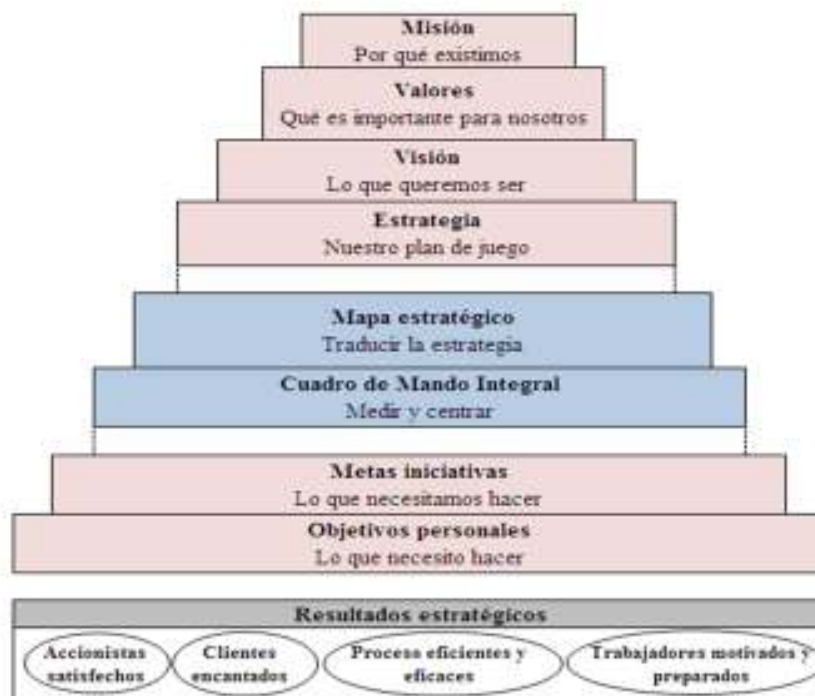 Misión
Por qué existimos
Valores
Qué es importante para nosotros
Visión
Lo que queremos ser
Estrategia
Nuestro plan de juego
Mapa estratégico
Traducir la estrategia
Cuadro de Mando Integral
Medir y centrar
Metas iniciativas
Lo que necesitamos hacer
Objetivos personales
Lo que necesito hacer
Resultados estratégicos
Accionistas
satisfechos
Clientes
encantados
Proceso eficientes y
eficaces
Trabajadores motivados y
preparados